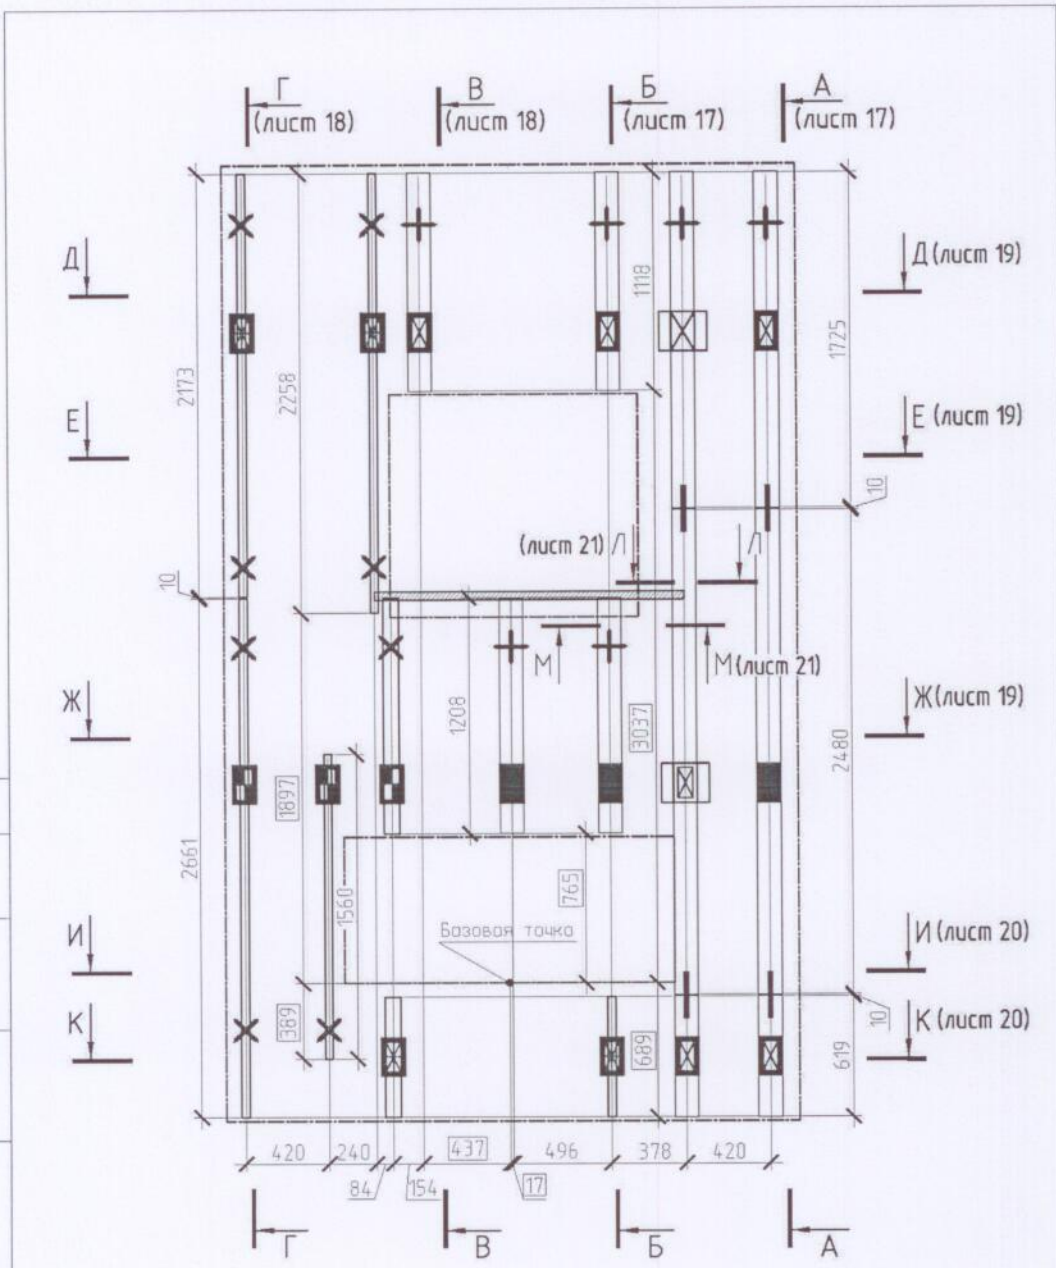 Г В Б А
(лист 18) (лист 18) (лист 17) (лист 17)
Д Д (лист 19)
1118
1725
2173 2258
Е Е (лист 19)
10
(лист 21) Л Л
10
М М (лист 21)
Ж Ж (лист 19)
1208 3037
2480
1897
2661 1560 765
Базовая точка
И И (лист 20)
10
389 689
К К (лист 20)
619
420 240 437 496 378 420
84 154 17
Г В Б А